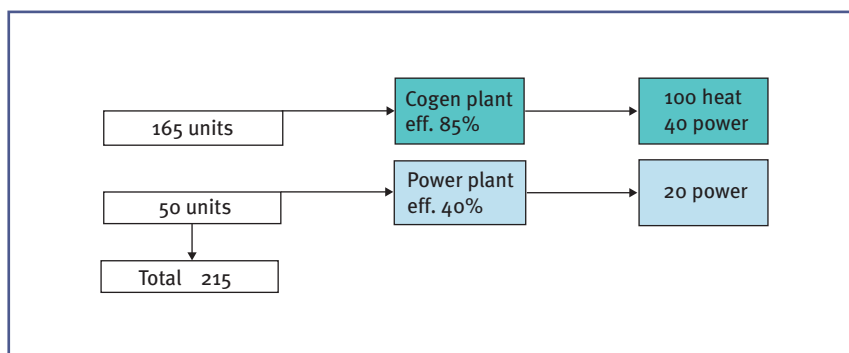 165 units
Cogen plant
eff. 85%
100 heat
40 power
50 units
Power plant
eff. 40%
20 power
Total 215